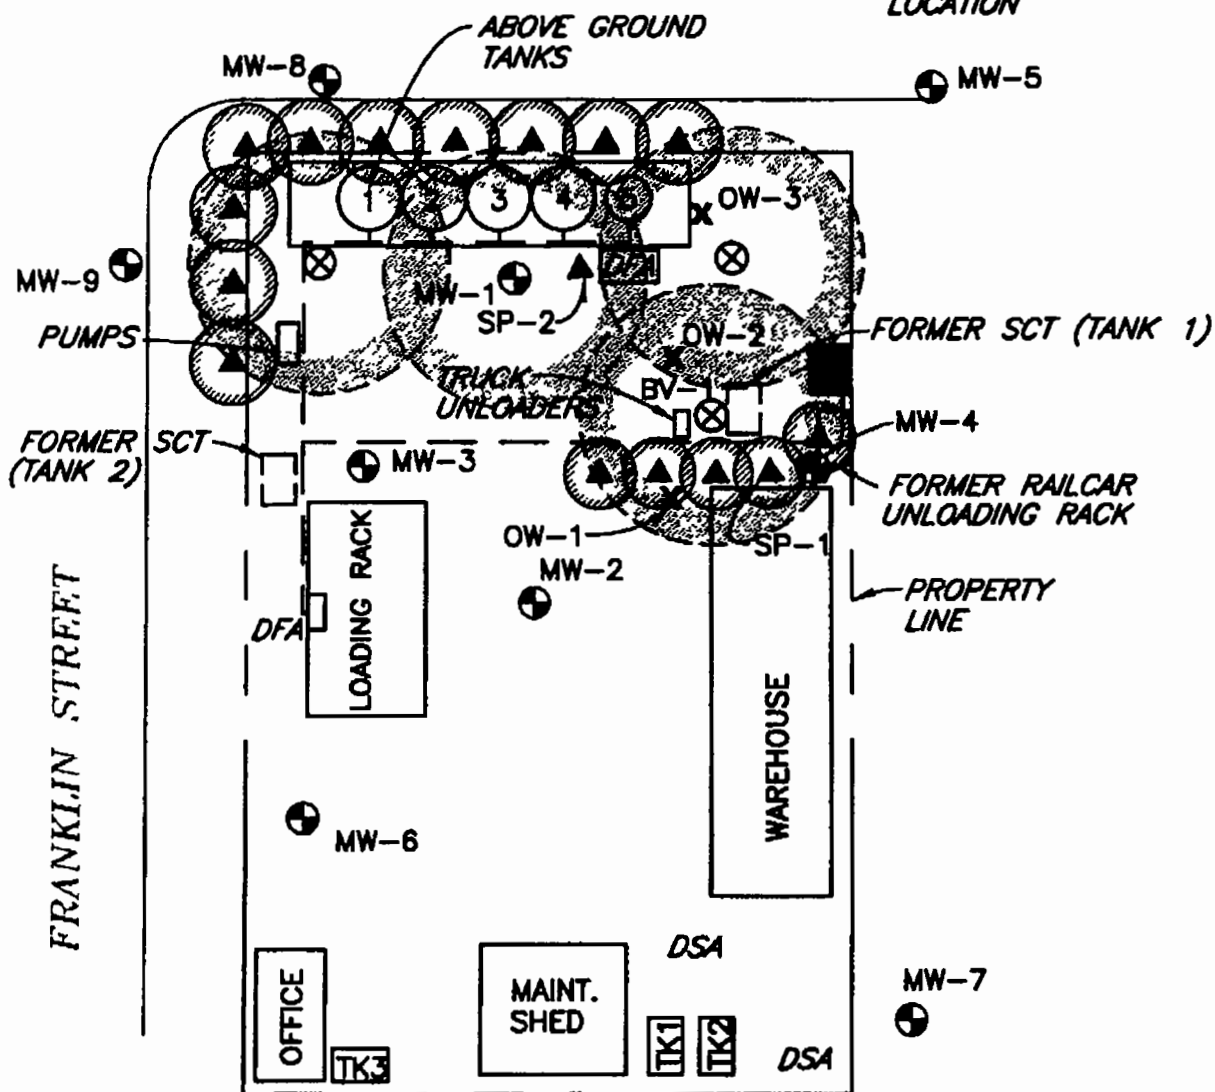 LOCATION
ABOVE GROUND
TANKS
MW-8
MW-5
1
2
3
4
5
OW-3
MW-9
MW-1
SP-2
PUMPS
OW-2
FORMER SCT (TANK 1)
TRUCK
UNLOADERS
BV-1
FORMER SCT
(TANK 2)
MW-3
MW-4
FORMER RAILCAR
UNLOADING RACK
OW-1
SP-1
MW-2
PROPERTY
LINE
DFA
LOADING RACK
FRANKLIN STREET
WAREHOUSE
MW-6
DSA
OFFICE
MAINT.
SHED
MW-7
TK1
TK2
TK3
DSA